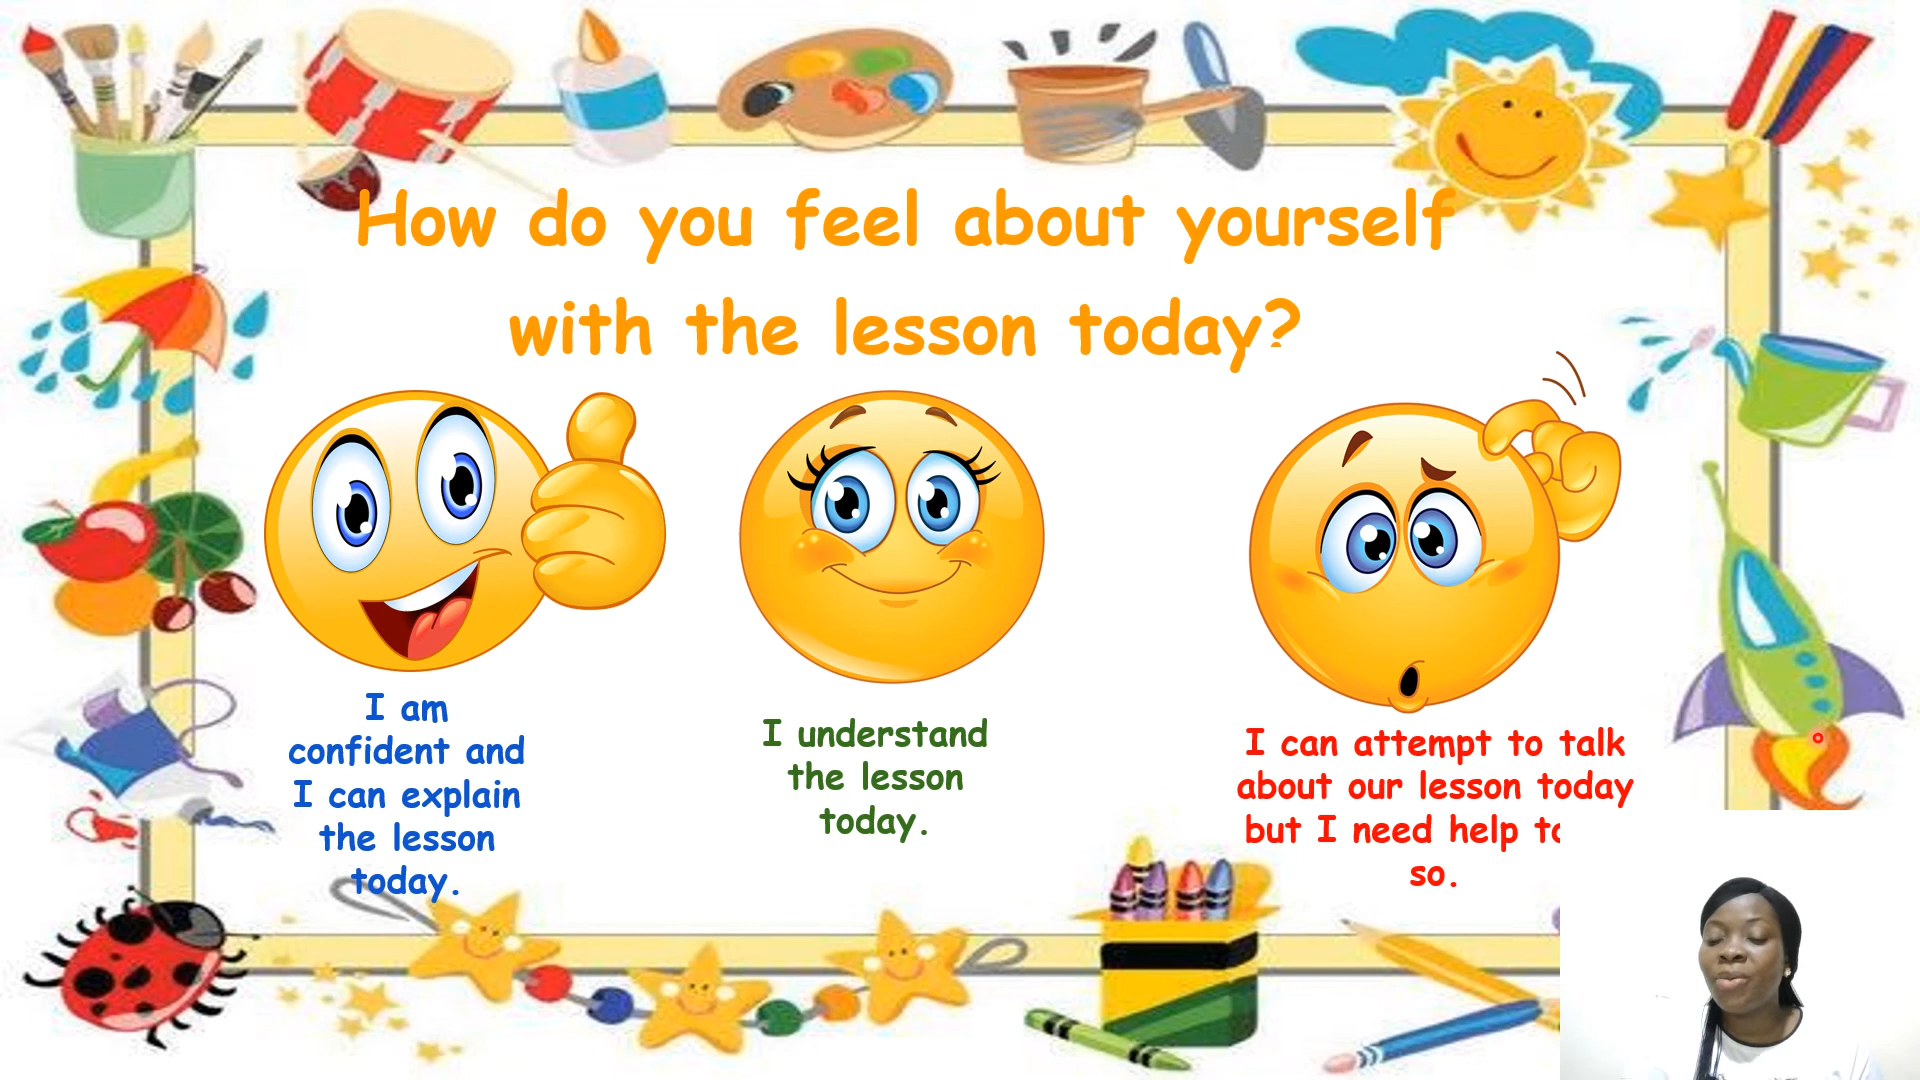 How do you feel about yourself
with the lesson today?
I am
confident and
I can explain
the lesson
today.
I understand
the lesson
today.
I can attempt to talk
about our lesson today
but I need help
so.